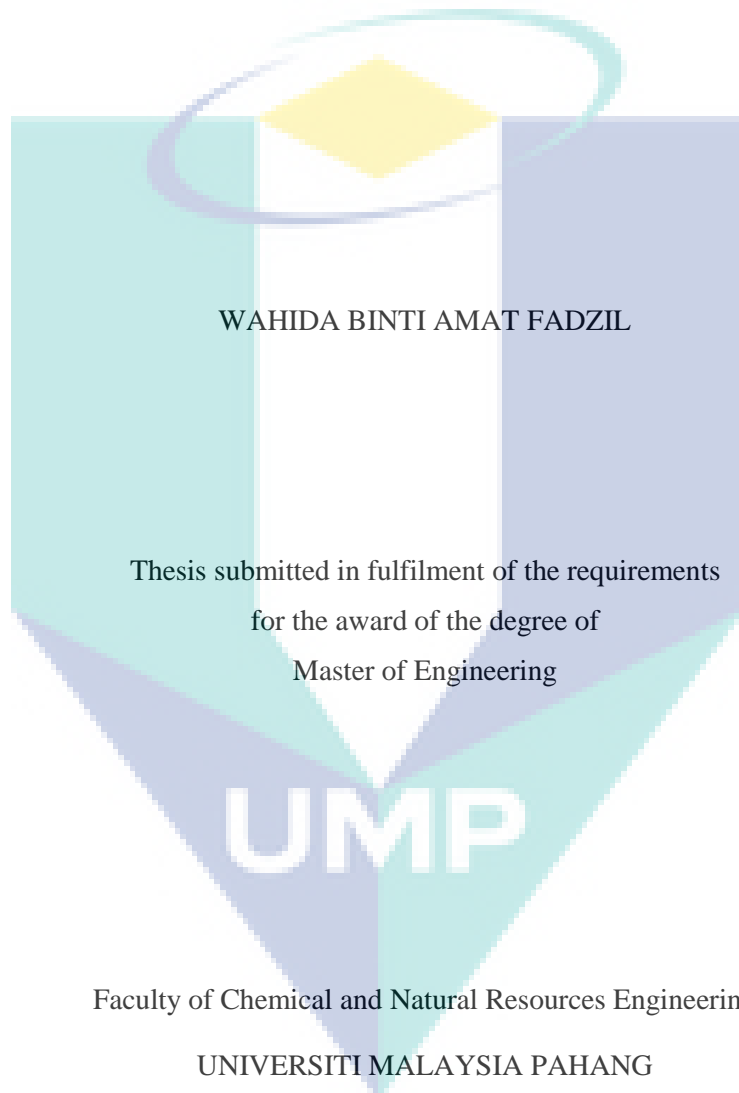 WAHIDA BINTI AMAT FADZIL
Thesis submitted in fulfilment of the requirements
for the award of the degree of
Master of Engineering
UMP
Faculty of Chemical and Natural Resources Engineerin
UNIVERSITI MALAYSIA PAHANG